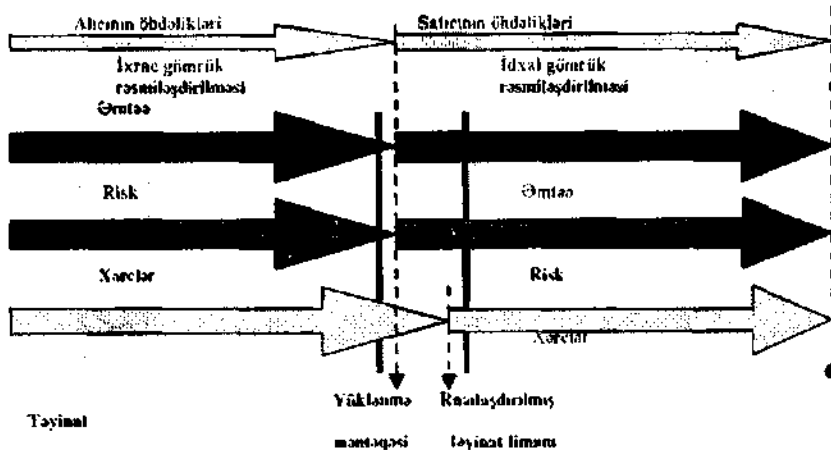 Alıcının öhdəlikləri
Satıcının öhdəlikləri
İxrac gömrük
rəsmiləşdirilməsi
İdxal gömrük
rəsmiləşdirilməsi
Əmtəə
Risk
Əmtəə
Xərclər
Risk
Xərclər
Yüklənmə
məntəqəsi
Razılaşdırılmış
təyinat limanı
Təyinat